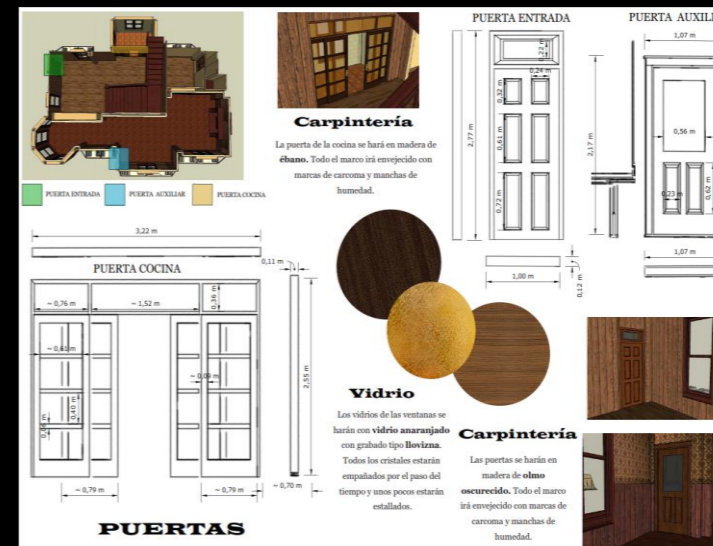 PUERTA ENTRADA
PUERTA AUXILI
1,07 m
0,22 m
0,24 m
0,32 m
0,61 m
0,72 m
2,77 m
2,17 m
0,56 m
0,23 m
0,62 m
1,07 m
1,00 m
0,12 m
Carpintería
La puerta de la cocina se hará en madera de
ébano. Todo el marco irá envejecido con
marcas de carcoma y manchas de
humedad.
PUERTA ENTRADA
PUERTA AUXILIAR
PUERTA COCINA
3,22 m
PUERTA COCINA
0,11 m
~ 0,76 m
~ 1,52 m
0,36 m
~ 0,61 m
~ 0,09 m
0,40 m
2,55 m
~ 0,79 m
~ 0,79 m
~ 0,70 m
Vidrio
Los vidrios de las ventanas se
harán con vidrio anaranjado
con grabado tipo llovizna.
Todos los cristales estarán
empañados por el paso del
tiempo y unos pocos estarán
estallados.
Carpintería
Las puertas se harán en
madera de olmo
oscurecido. Todo el marco
irá envejecido con marcas de
carcoma y manchas de
humedad.
PUERTAS